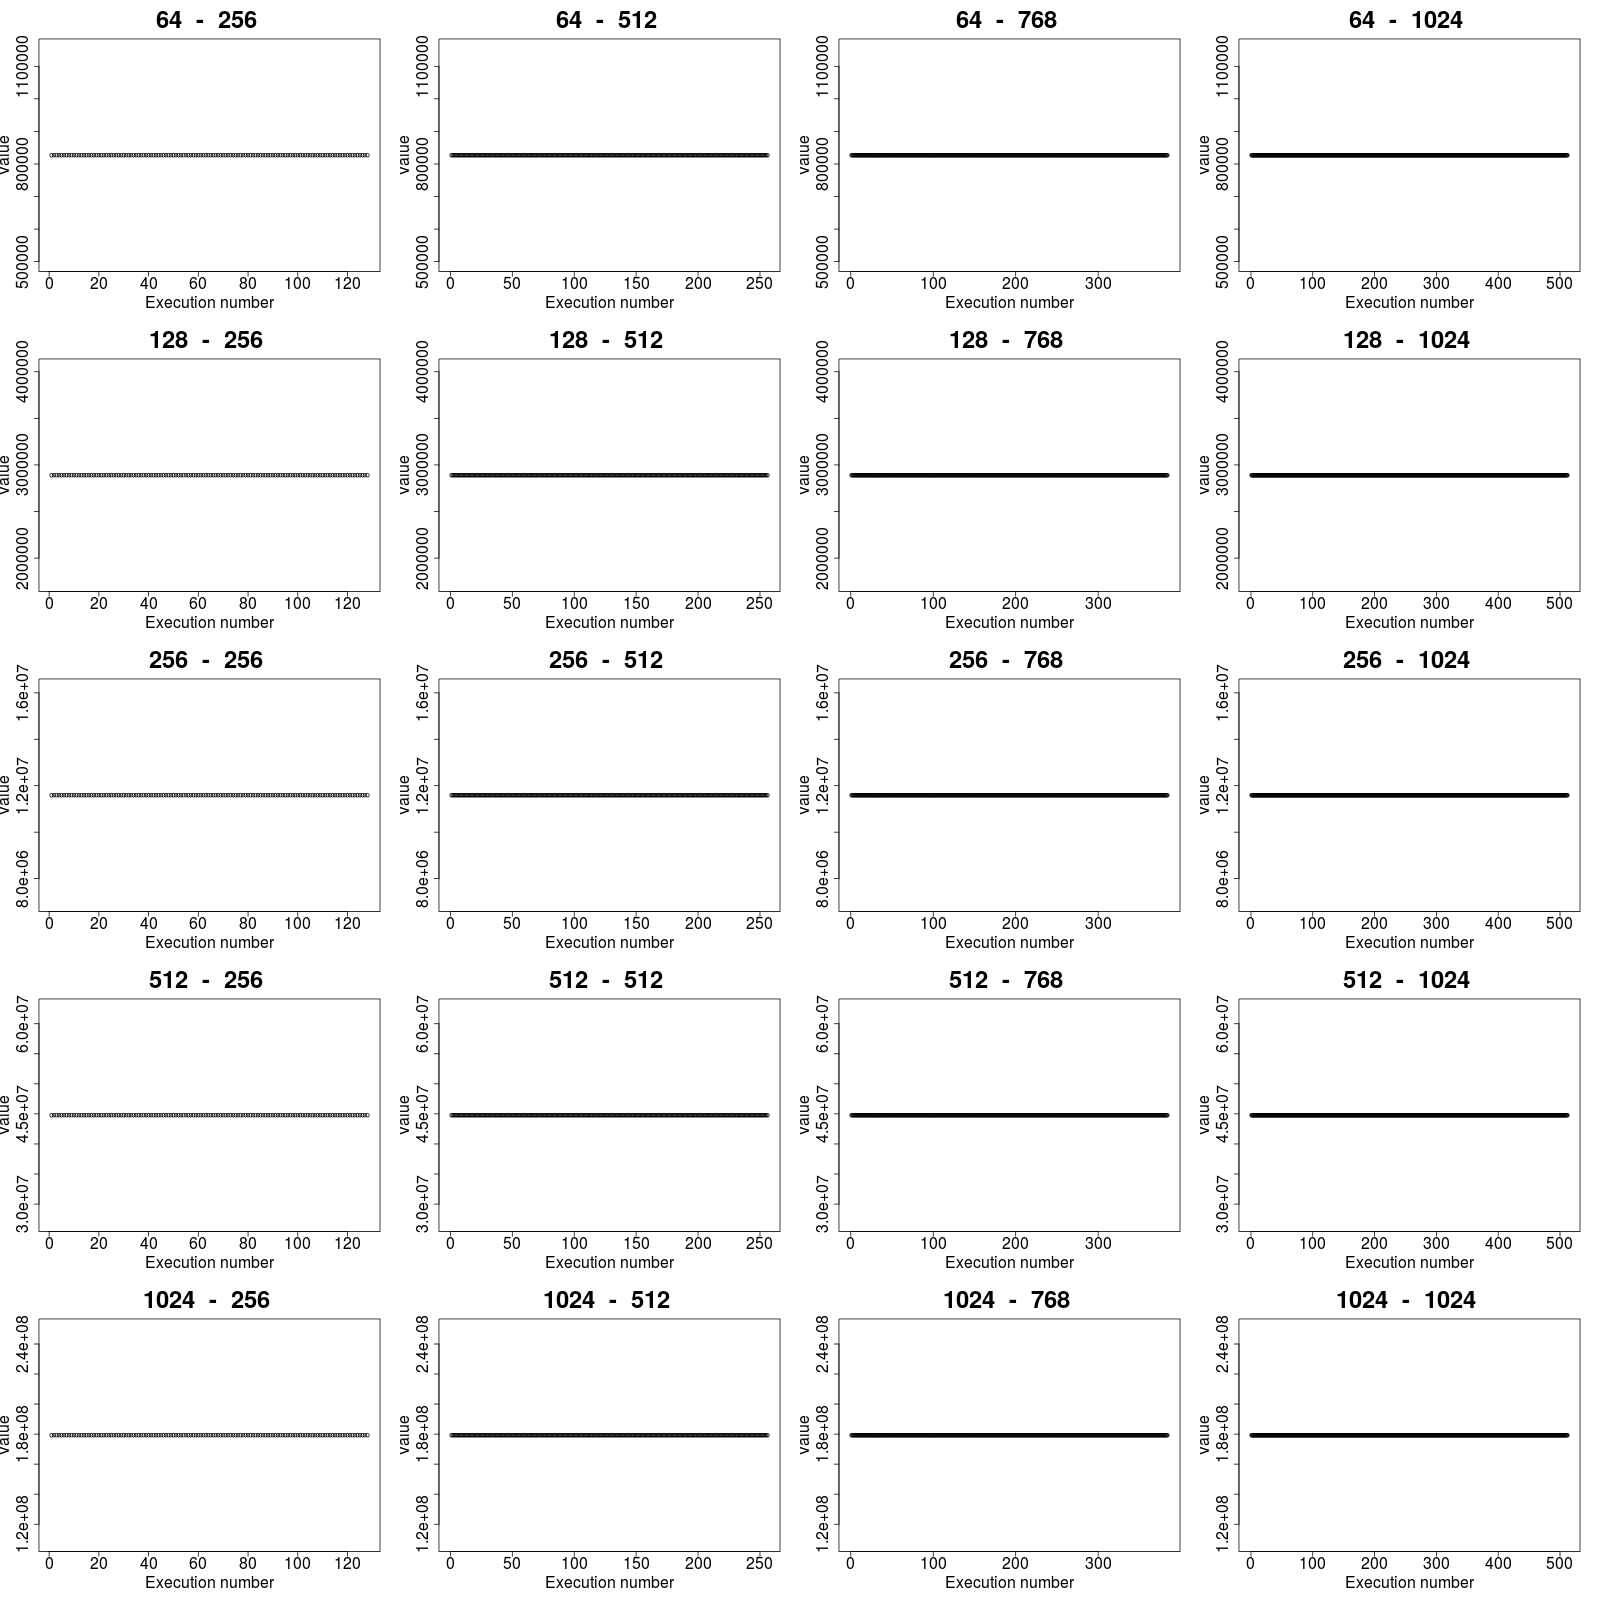 64 - 256
64 - 512
64 - 768
64 - 1024
value
500000 800000 1100000
0 20 40 60 80 100 120
Execution number
value
500000 800000 1100000
0 50 100 150 200 250
Execution number
value
500000 800000 1100000
0 100 200 300
Execution number
value
500000 800000 1100000
0 100 200 300 400 500
Execution number
128 - 256
128 - 512
128 - 768
128 - 1024
value
2000000 3000000 4000000
0 20 40 60 80 100 120
Execution number
value
2000000 3000000 4000000
0 50 100 150 200 250
Execution number
value
2000000 3000000 4000000
0 100 200 300
Execution number
value
2000000 3000000 4000000
0 100 200 300 400 500
Execution number
256 - 256
256 - 512
256 - 768
256 - 1024
value
8.0e+06 1.2e+07 1.6e+07
0 20 40 60 80 100 120
Execution number
value
8.0e+06 1.2e+07 1.6e+07
0 50 100 150 200 250
Execution number
value
8.0e+06 1.2e+07 1.6e+07
0 100 200 300
Execution number
value
8.0e+06 1.2e+07 1.6e+07
0 100 200 300 400 500
Execution number
512 - 256
512 - 512
512 - 768
512 - 1024
value
3.0e+07 4.5e+07 6.0e+07
0 20 40 60 80 100 120
Execution number
value
3.0e+07 4.5e+07 6.0e+07
0 50 100 150 200 250
Execution number
value
3.0e+07 4.5e+07 6.0e+07
0 100 200 300
Execution number
value
3.0e+07 4.5e+07 6.0e+07
0 100 200 300 400 500
Execution number
1024 - 256
1024 - 512
1024 - 768
1024 - 1024
value
1.2e+08 1.8e+08 2.4e+08
0 20 40 60 80 100 120
Execution number
value
1.2e+08 1.8e+08 2.4e+08
0 50 100 150 200 250
Execution number
value
1.2e+08 1.8e+08 2.4e+08
0 100 200 300
Execution number
value
1.2e+08 1.8e+08 2.4e+08
0 100 200 300 400 500
Execution number